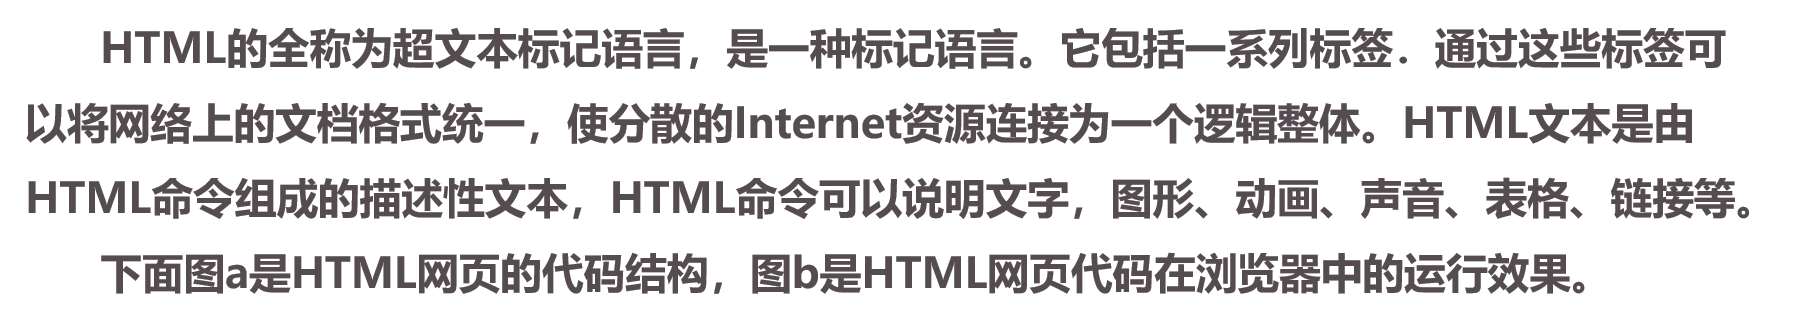 HTML的全称为超文本标记语言，是一种标记语言。它包括一系列标签．通过这些标签可
以将网络上的文档格式统一，使分散的Internet资源连接为一个逻辑整体。HTML文本是由
HTML命令组成的描述性文本，HTML命令可以说明文字，图形、动画、声音、表格、链接等。
下面图a是HTML网页的代码结构，图b是HTML网页代码在浏览器中的运行效果。